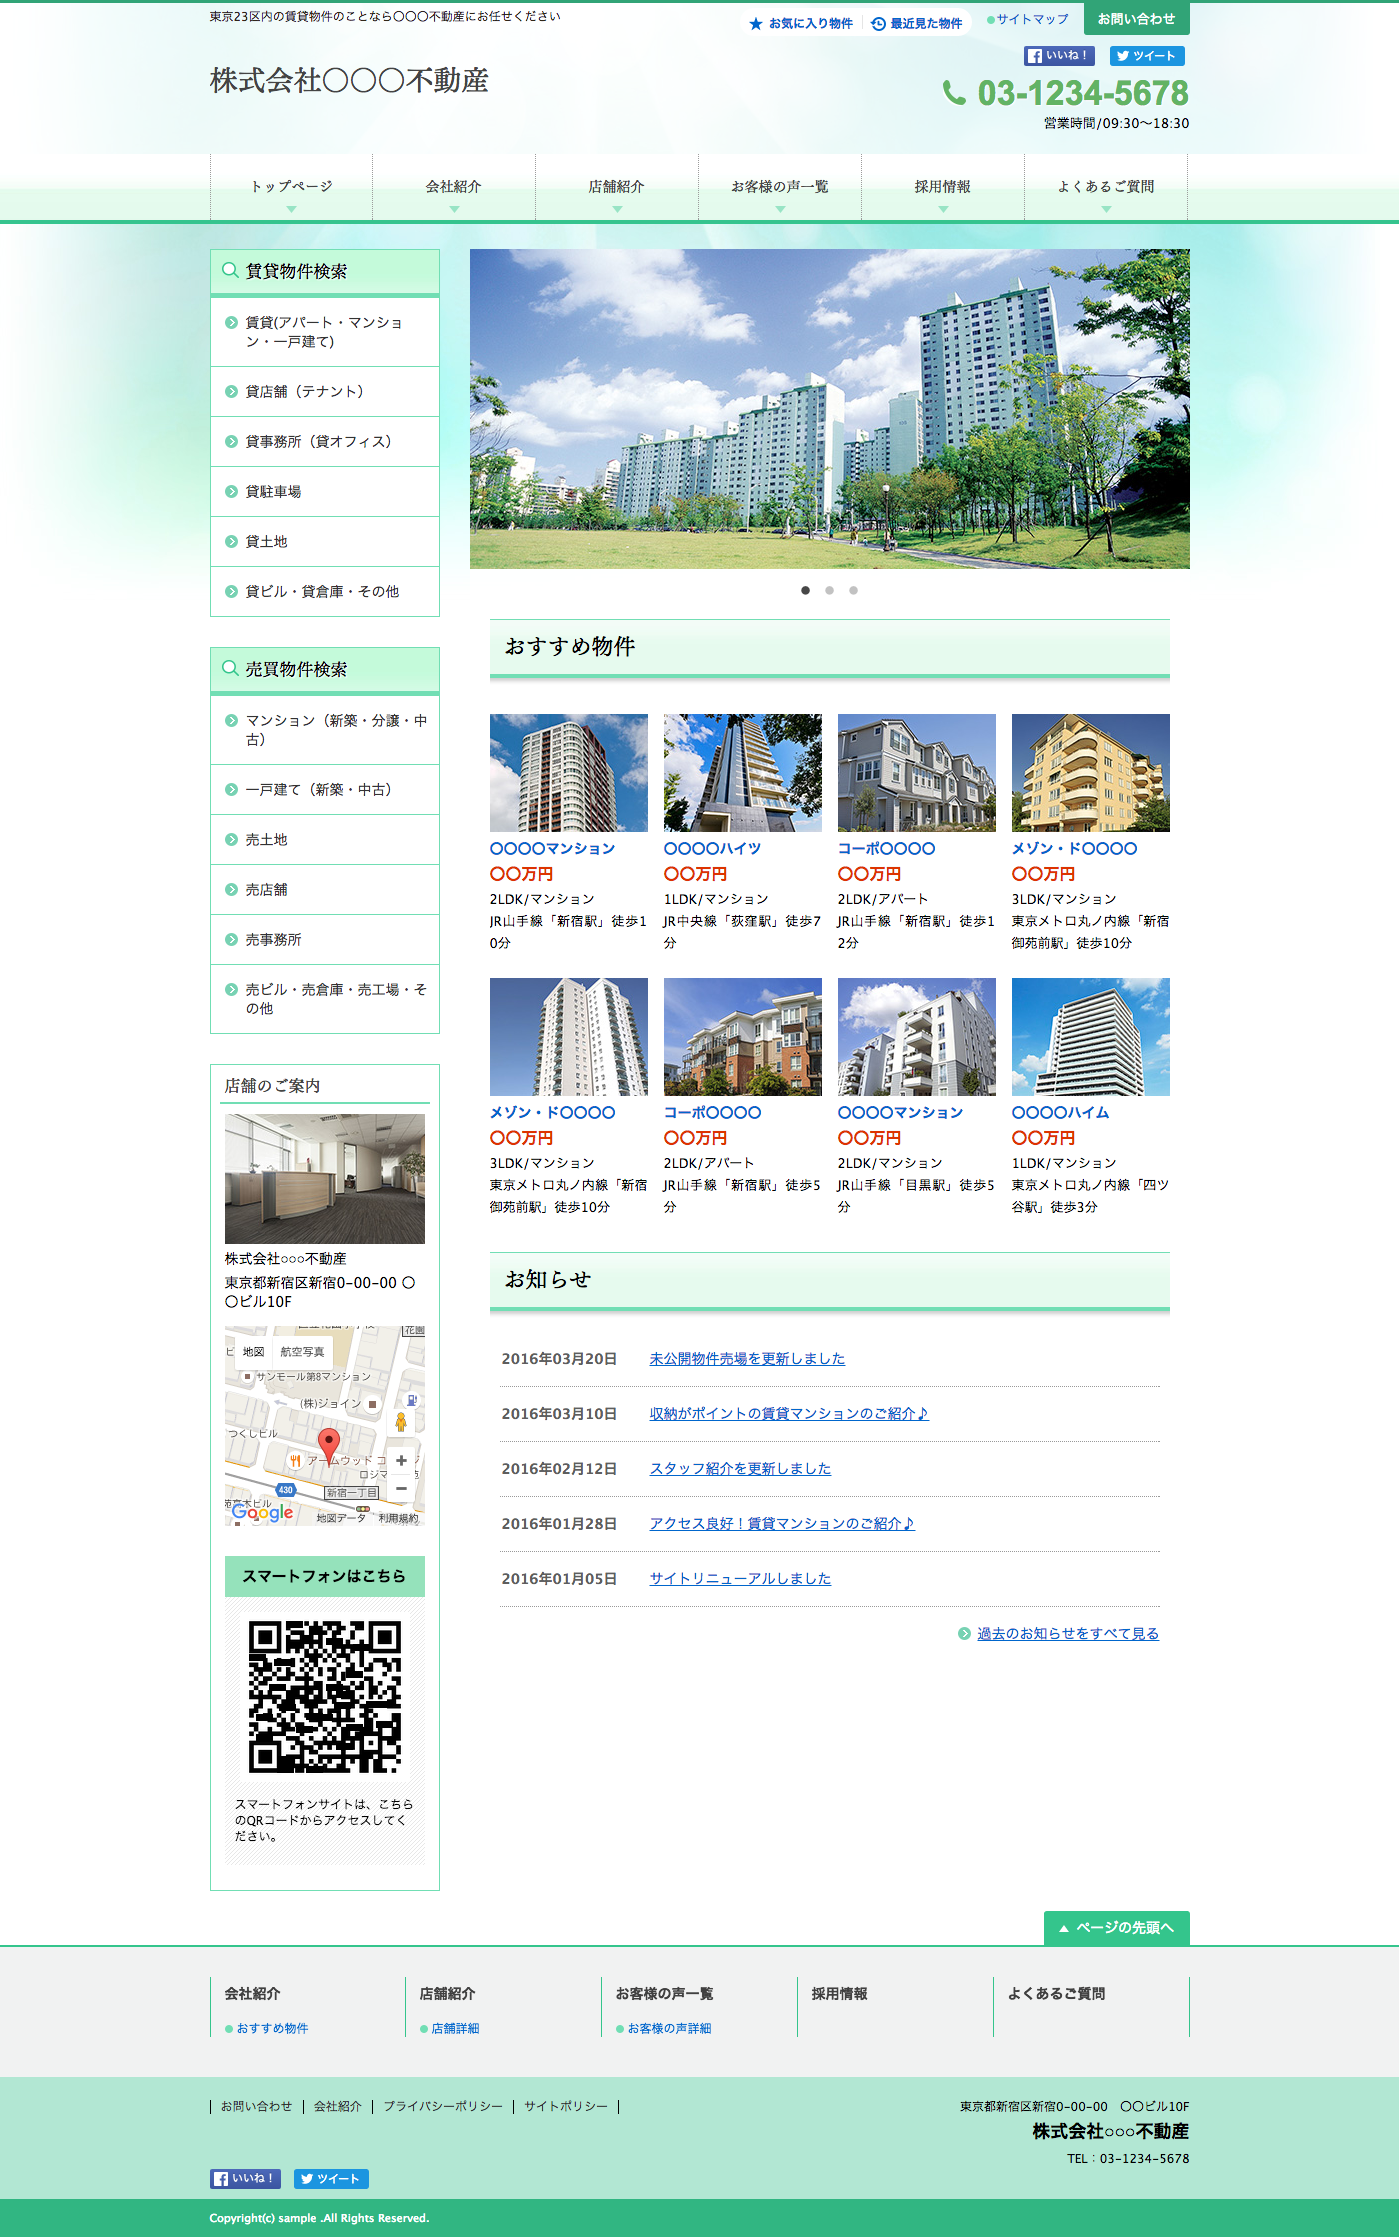 東京23区内の賃貸物件のことなら〇〇〇不動産にお任せください
お気に入り物件
最近見た物件
サイトマップ
お問い合わせ
いいね！
ツイート
株式会社〇〇〇不動産
03-1234-5678
営業時間/09:30～18:30
トップページ
会社紹介
店舗紹介
お客様の声一覧
採用情報
よくあるご質問
賃貸物件検索
賃貸(アパート・マンショ
ン・一戸建て)
貸店舗（テナント）
貸事務所（貸オフィス）
貸駐車場
貸土地
貸ビル・貸倉庫・その他
売買物件検索
マンション（新築・分譲・中
古）
一戸建て（新築・中古）
売土地
売店舗
売事務所
売ビル・売倉庫・売工場・そ
の他
店舗のご案内
株式会社○○○不動産
東京都新宿区新宿0-00-00 〇
〇ビル10F
花園
ビ
地図
航空写真
サンモール第8マンション
(株)ジョイン
つくしビル
アームウッド コ
ロジマ
430
新宿一丁目
Google
地図データ
利用規約
スマートフォンはこちら
スマートフォンサイトは、こちら
のQRコードからアクセスしてく
ださい。
おすすめ物件
〇〇〇〇マンション
〇〇万円
2LDK/マンション
JR山手線「新宿駅」徒歩1
0分
〇〇〇〇ハイツ
〇〇万円
1LDK/マンション
JR中央線「荻窪駅」徒歩7
分
コーポ〇〇〇〇
〇〇万円
2LDK/アパート
JR山手線「新宿駅」徒歩1
2分
メゾン・ド〇〇〇〇
〇〇万円
3LDK/マンション
東京メトロ丸ノ内線「新宿
御苑前駅」徒歩10分
メゾン・ド〇〇〇〇
〇〇万円
3LDK/マンション
東京メトロ丸ノ内線「新宿
御苑前駅」徒歩10分
コーポ〇〇〇〇
〇〇万円
2LDK/アパート
JR山手線「新宿駅」徒歩5
分
〇〇〇〇マンション
〇〇万円
2LDK/マンション
JR山手線「目黒駅」徒歩5
分
〇〇〇〇ハイム
〇〇万円
1LDK/マンション
東京メトロ丸ノ内線「四ツ
谷駅」徒歩3分
お知らせ
2016年03月20日 未公開物件売場を更新しました
2016年03月10日 収納がポイントの賃貸マンションのご紹介♪
2016年02月12日 スタッフ紹介を更新しました
2016年01月28日 アクセス良好！賃貸マンションのご紹介♪
2016年01月05日 サイトリニューアルしました
過去のお知らせをすべて見る
ページの先頭へ
会社紹介
おすすめ物件
店舗紹介
店舗詳細
お客様の声一覧
お客様の声詳細
採用情報
よくあるご質問
お問い合わせ
会社紹介
プライバシーポリシー
サイトポリシー
東京都新宿区新宿0-00-00 〇〇ビル10F
株式会社○○○不動産
TEL：03-1234-5678
いいね！
ツイート
Copyright(c) sample .All Rights Reserved.